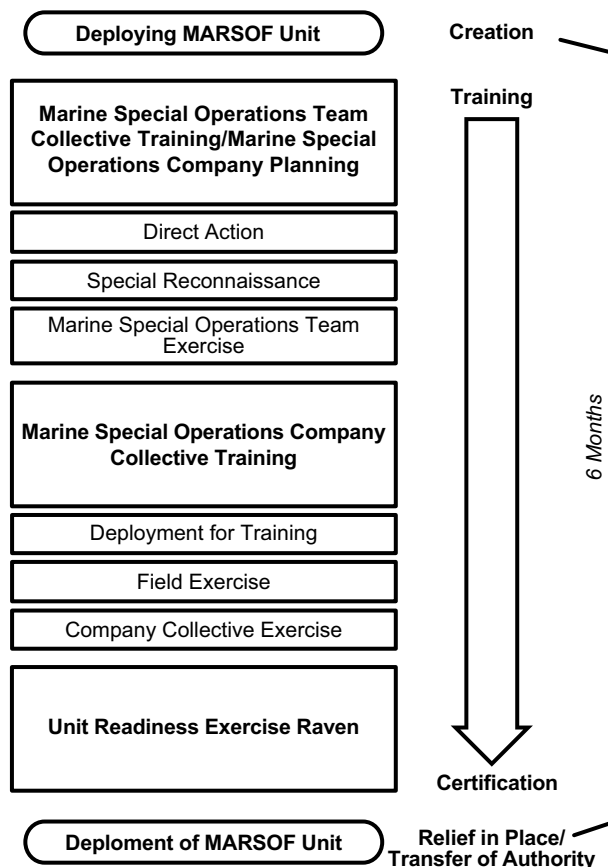 Deploying MARSOF Unit
Creation
Marine Special Operations Team
Collective Training/Marine Special
Operations Company Planning
Training
Direct Action
Special Reconnaissance
Marine Special Operations Team
Exercise
Marine Special Operations Company
Collective Training
6 Months
Deployment for Training
Field Exercise
Company Collective Exercise
Unit Readiness Exercise Raven
Certification
Deploment of MARSOF Unit
Relief in Place/
Transfer of Authority